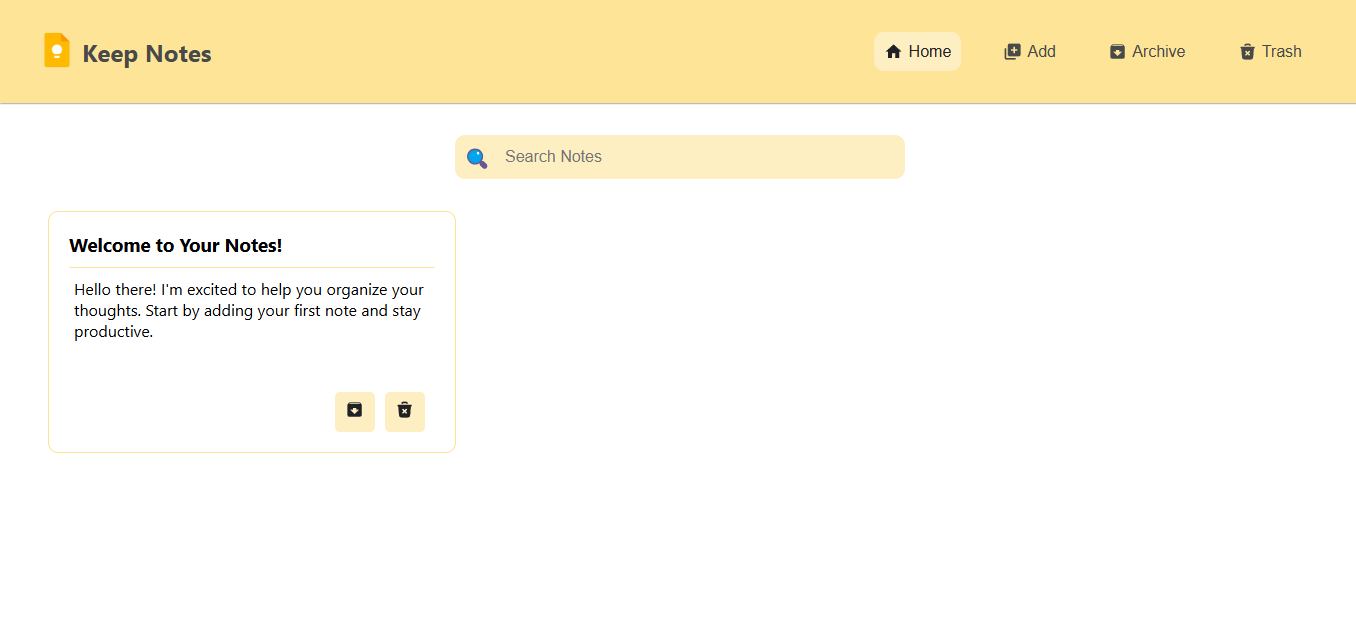 Keep Notes
Home
Add
Archive
Trash
Search Notes
Welcome to Your Notes!
Hello there! I'm excited to help you organize your
thoughts. Start by adding your first note and stay
productive.